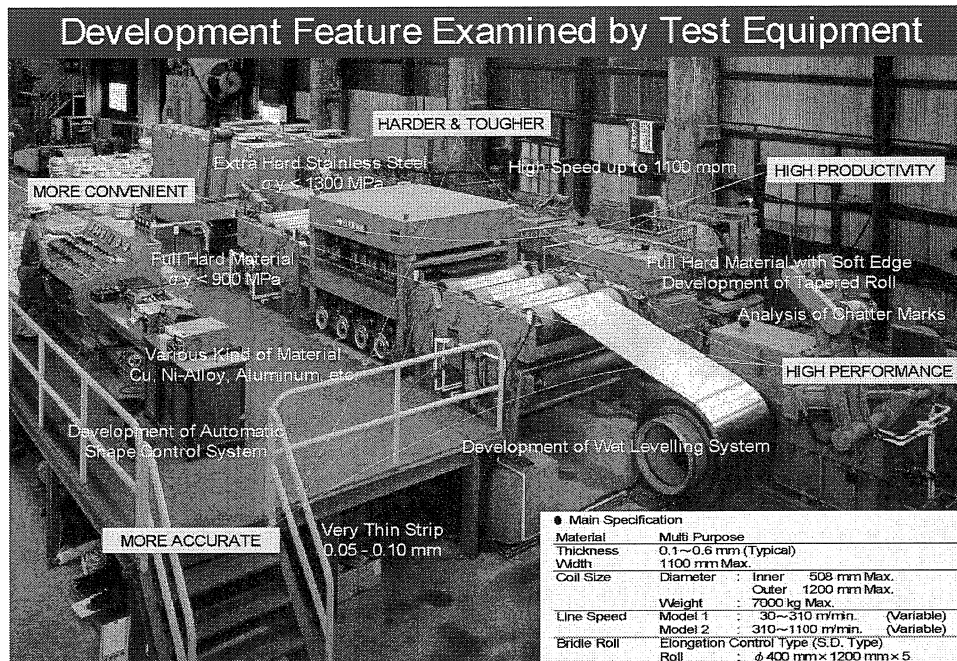 Development Feature Examined by Test Equipment
HARDER & TOUGHER
Extra Hard Stainless Steel
σy < 1300 MPa
High Speed up to 1100 mpm
HIGH PRODUCTIVITY
MORE CONVENIENT
Full Hard Material
σy < 900 MPa
Full Hard Material with Soft Edge
Development of Tapered Roll
Analysis of Chatter Marks
Various Kind of Material
Cu, Ni-Alloy, Aluminum, etc
HIGH PERFORMANCE
Development of Automatic
Shape Control System
Development of Wet Levelling System
MORE ACCURATE
Very Thin Strip
0.05 - 0.10 mm
● Main Specification
Material Multi Purpose
Thickness 0.1~0.6 mm (Typical)
Width 1100 mm Max.
Coil Size Diameter : Inner 508 mm Max.
Outer 1200 mm Max.
Weight : 7000 kg Max.
Line Speed Model 1 : 30~310 m/min. (Variable)
Model 2 : 310~1100 m/min. (Variable)
Bridle Roll Elongation Control Type (S.D. Type)
Roll : ϕ 400 mm × 1200 mm × 5